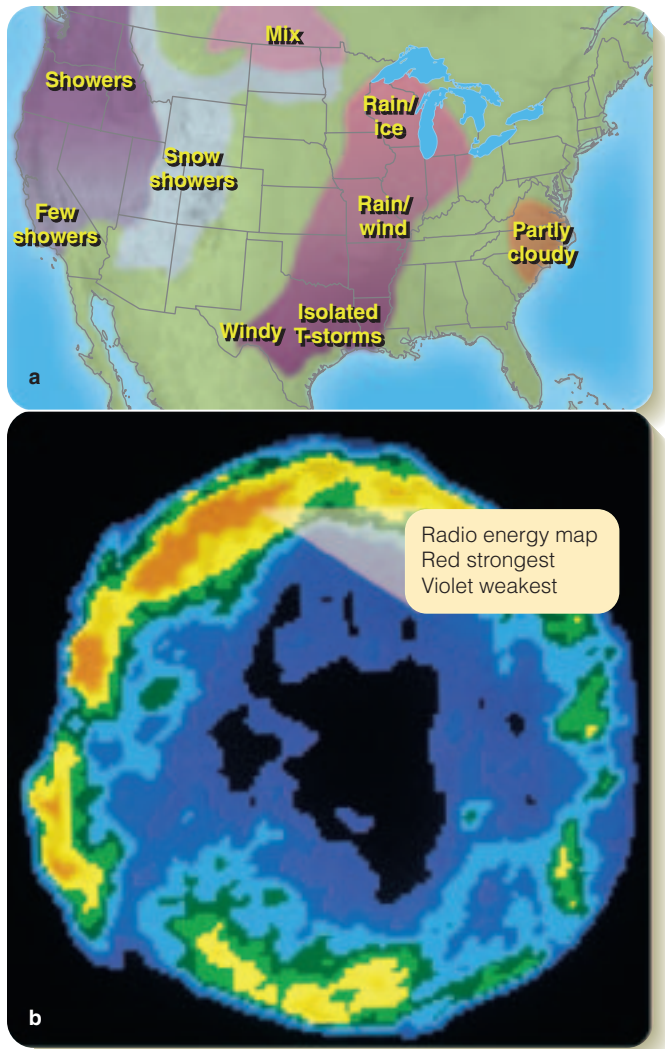 Mix
Showers
Rain/
ice
Snow
showers
Few
showers
Rain/
wind
Partly
cloudy
Windy
Isolated
T-storms
a
Radio energy map
Red strongest
Violet weakest
b